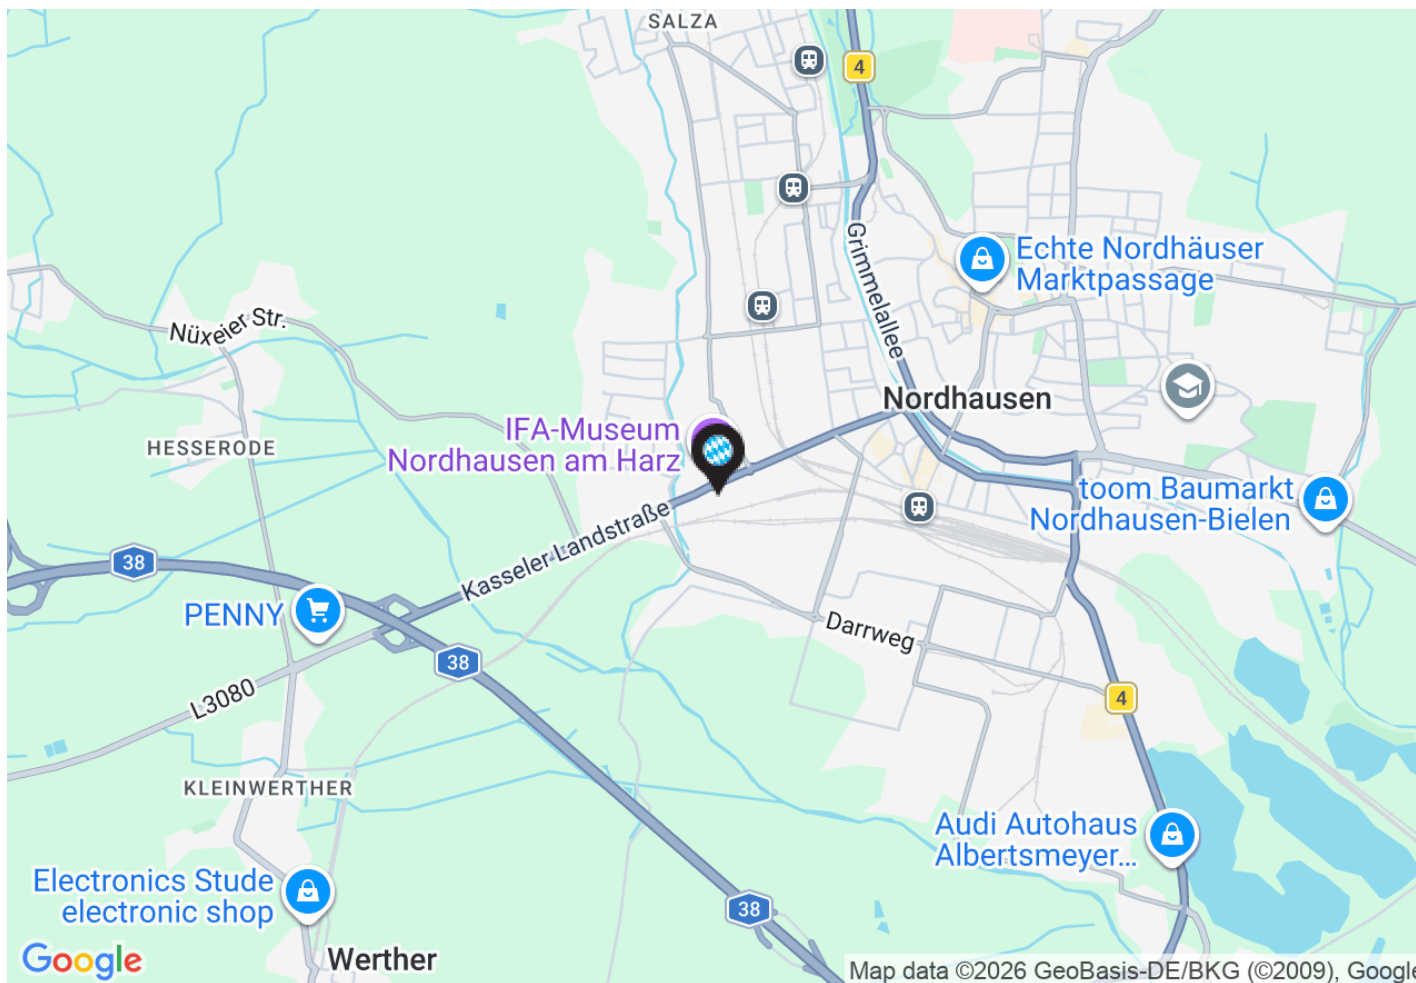 SALZA
4
Grimmelallee
Echte Nordhäuser
Marktpassage
Nüxeier Str.
Nordhausen
IFA-Museum
Nordhausen am Harz
HESSERODE
toom Baumarkt
Nordhausen-Bielen
Kasseler Landstraße
38
PENNY
Darrweg
38
L3080
4
KLEINWERTHER
Audi Autohaus
Albertsmeyer...
Electronics Stude
electronic shop
38
Google
Werther
Map data ©2026 GeoBasis-DE/BKG (©2009), Google